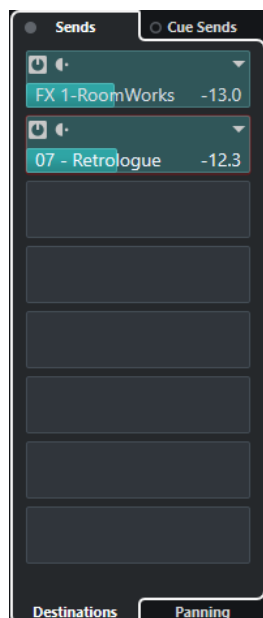 Sends Cue Sends
FX 1-RoomWorks -13.0
07 - Retrologue -12.3
Destinations Panning